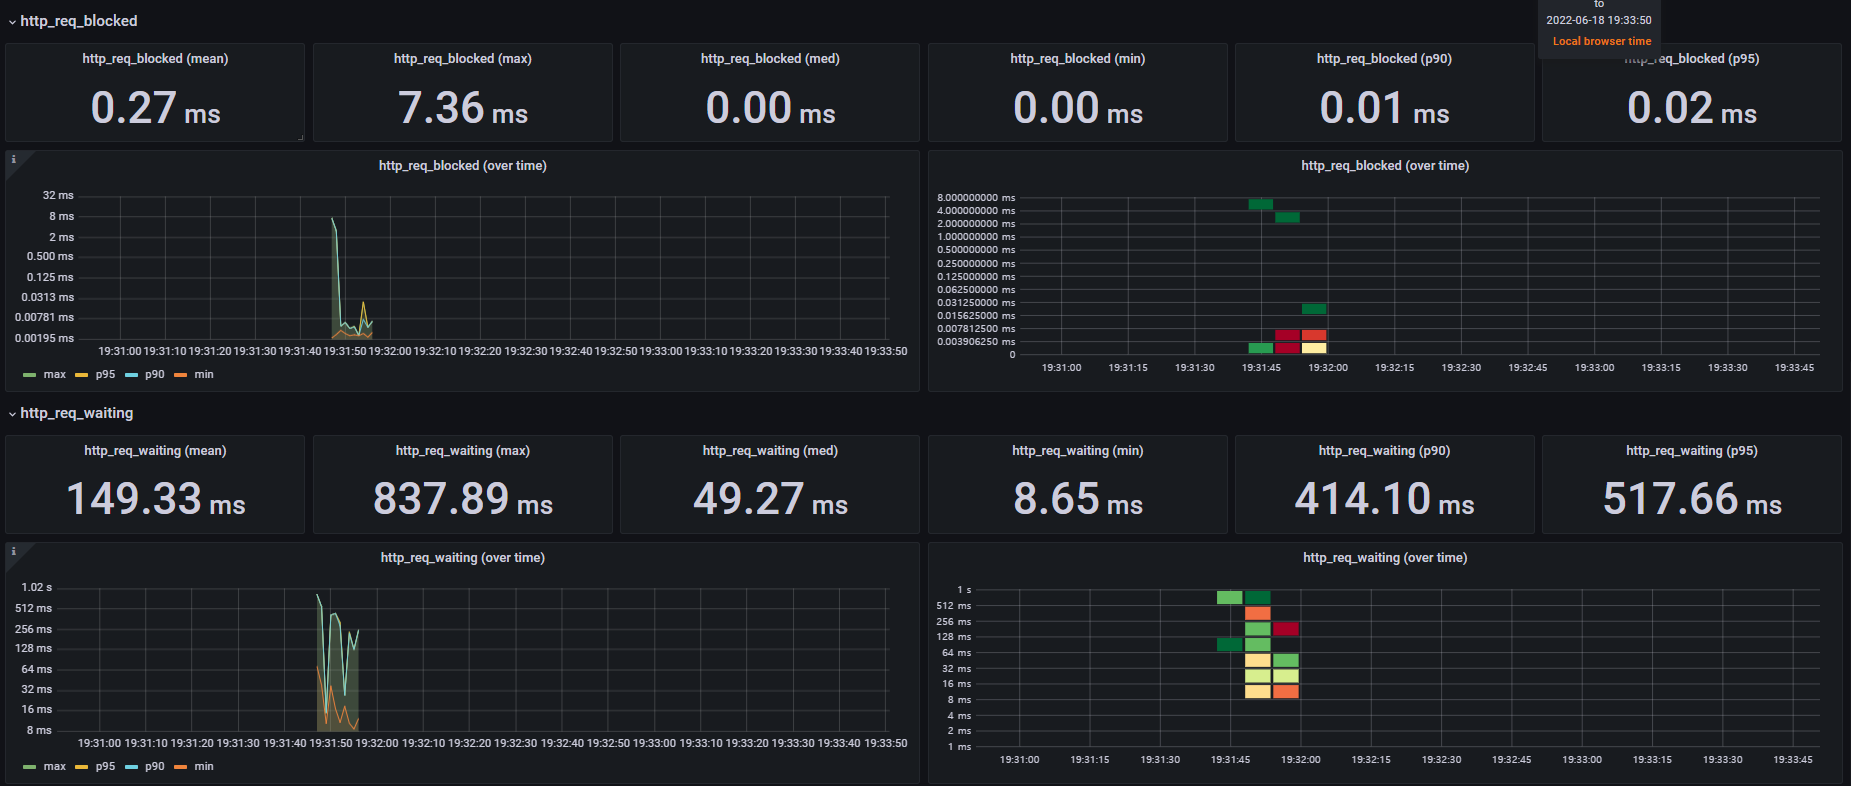 http_req_blocked
to
2022-06-18 19:33:50
Local browser time
http_req_blocked (mean)
0.27 ms
http_req_blocked (max)
7.36 ms
http_req_blocked (med)
0.00 ms
http_req_blocked (min)
0.00 ms
http_req_blocked (p90)
0.01 ms
http_req_blocked (p95)
0.02 ms
http_req_blocked (over time)
32 ms
8 ms
2 ms
0.500 ms
0.125 ms
0.0313 ms
0.00781 ms
0.00195 ms
19:31:00 19:31:10 19:31:20 19:31:30 19:31:40 19:31:50 19:32:00 19:32:10 19:32:20 19:32:30 19:32:40 19:32:50 19:33:00 19:33:10 19:33:20 19:33:30 19:33:40 19:33:50
max p95 p90 min
http_req_blocked (over time)
8.000000000 ms
4.000000000 ms
2.000000000 ms
1.000000000 ms
0.500000000 ms
0.250000000 ms
0.125000000 ms
0.062500000 ms
0.031250000 ms
0.015625000 ms
0.007812500 ms
0.003906250 ms
0
19:31:00 19:31:15 19:31:30 19:31:45 19:32:00 19:32:15 19:32:30 19:32:45 19:33:00 19:33:15 19:33:30 19:33:45
http_req_waiting
http_req_waiting (mean)
149.33 ms
http_req_waiting (max)
837.89 ms
http_req_waiting (med)
49.27 ms
http_req_waiting (min)
8.65 ms
http_req_waiting (p90)
414.10 ms
http_req_waiting (p95)
517.66 ms
http_req_waiting (over time)
1.02 s
512 ms
256 ms
128 ms
64 ms
32 ms
16 ms
8 ms
19:31:00 19:31:10 19:31:20 19:31:30 19:31:40 19:31:50 19:32:00 19:32:10 19:32:20 19:32:30 19:32:40 19:32:50 19:33:00 19:33:10 19:33:20 19:33:30 19:33:40 19:33:50
max p95 p90 min
http_req_waiting (over time)
1 s
512 ms
256 ms
128 ms
64 ms
32 ms
16 ms
8 ms
4 ms
2 ms
1 ms
19:31:00 19:31:15 19:31:30 19:31:45 19:32:00 19:32:15 19:32:30 19:32:45 19:33:00 19:33:15 19:33:30 19:33:45